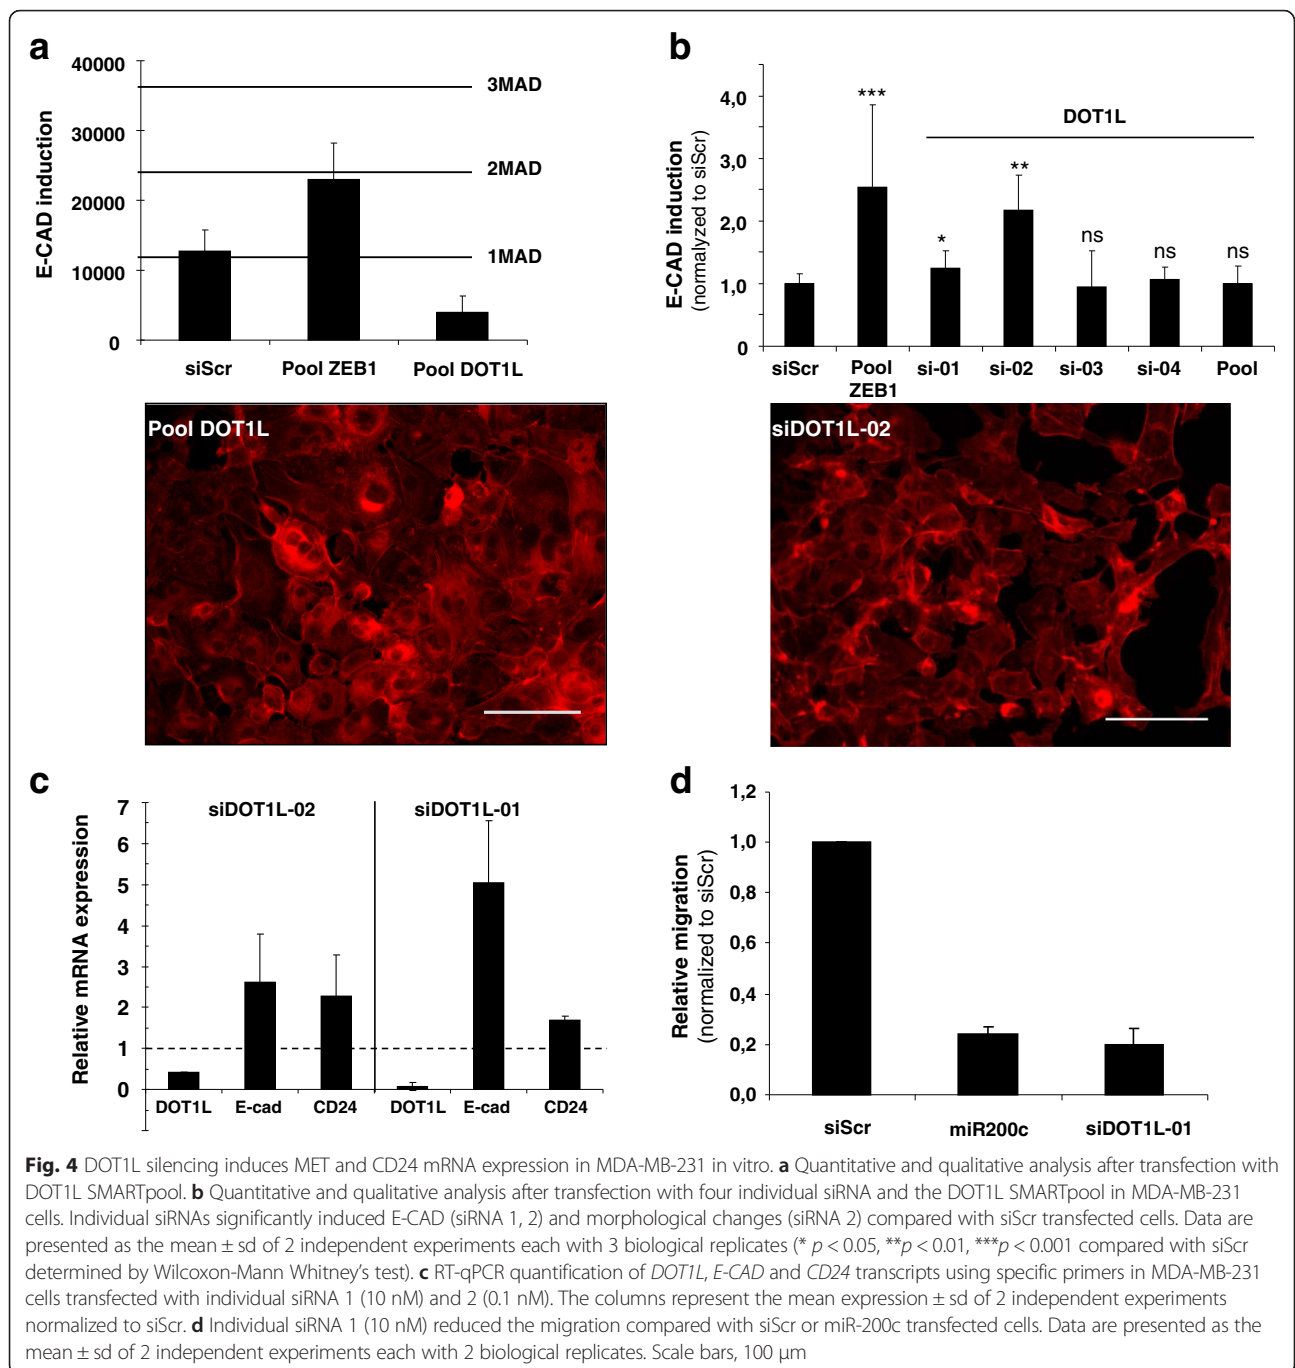 a
40000
30000
20000
10000
0
E-CAD induction
3MAD
2MAD
1MAD
siScr Pool ZEB1 Pool DOT1L
Pool DOT1L
b
4,0
3,0
2,0
1,0
0
E-CAD induction
(normalyzed to siScr)
DOT1L
***
*
**
ns
ns
ns
siScr Pool ZEB1 si-01 si-02 si-03 si-04 Pool
siDOT1L-02
c
7
6
5
4
3
2
1
0
Relative mRNA expression
siDOT1L-02 siDOT1L-01
DOT1L E-cad CD24 DOT1L E-cad CD24
d
1,2
1,0
0,8
0,6
0,4
0,2
0,0
Relative migration
(normalized to siScr)
siScr miR200c siDOT1L-01
Fig. 4 DOT1L silencing induces MET and CD24 mRNA expression in MDA-MB-231 in vitro. a Quantitative and qualitative analysis after transfection with
DOT1L SMARTpool. b Quantitative and qualitative analysis after transfection with four individual siRNA and the DOT1L SMARTpool in MDA-MB-231
cells. Individual siRNAs significantly induced E-CAD (siRNA 1, 2) and morphological changes (siRNA 2) compared with siScr transfected cells. Data are
presented as the mean ± sd of 2 independent experiments each with 3 biological replicates (* p < 0.05, **p < 0.01, ***p < 0.001 compared with siScr
determined by Wilcoxon-Mann Whitney's test). c RT-qPCR quantification of DOT1L, E-CAD and CD24 transcripts using specific primers in MDA-MB-231
cells transfected with individual siRNA 1 (10 nM) and 2 (0.1 nM). The columns represent the mean expression ± sd of 2 independent experiments
normalized to siScr. d Individual siRNA 1 (10 nM) reduced the migration compared with siScr or miR-200c transfected cells. Data are presented as the
mean ± sd of 2 independent experiments each with 2 biological replicates. Scale bars, 100 μm